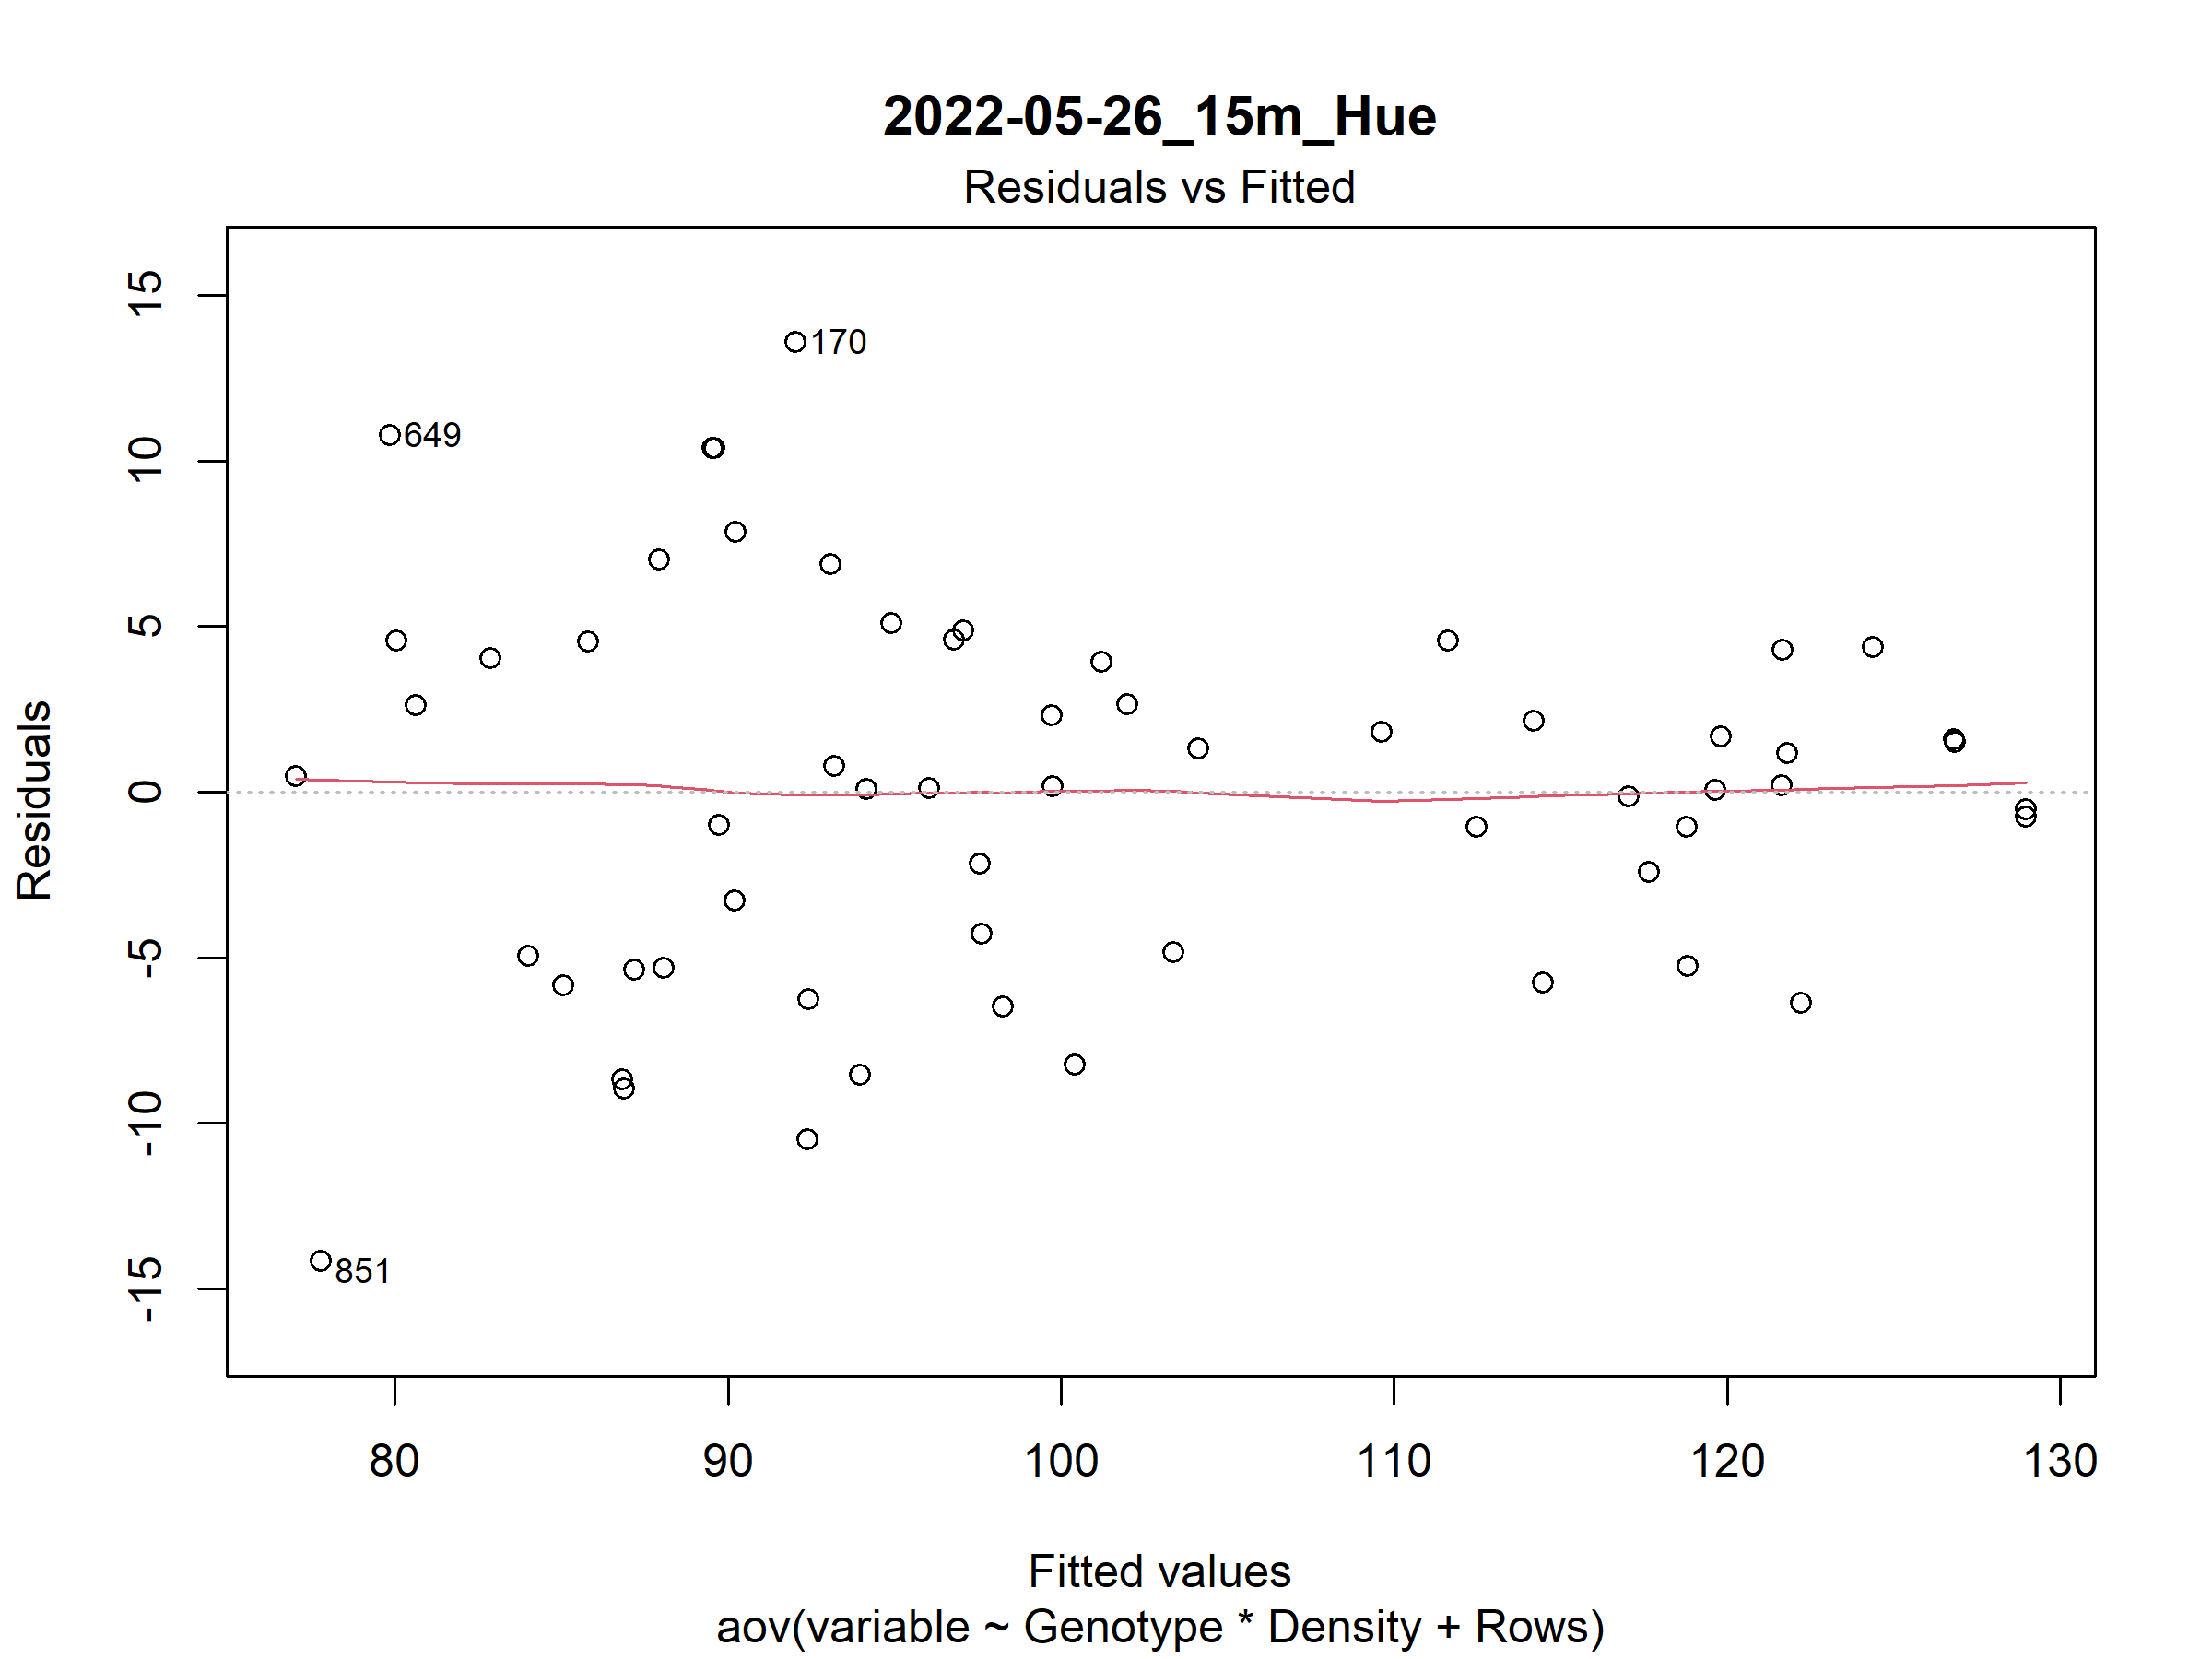 2022-05-26_15m_Hue
Residuals vs Fitted
Residuals
15
10
5
0
-5
-10
-15
170
649
851
80 90 100 110 120 130
Fitted values
aov(variable ~ Genotype * Density + Rows)